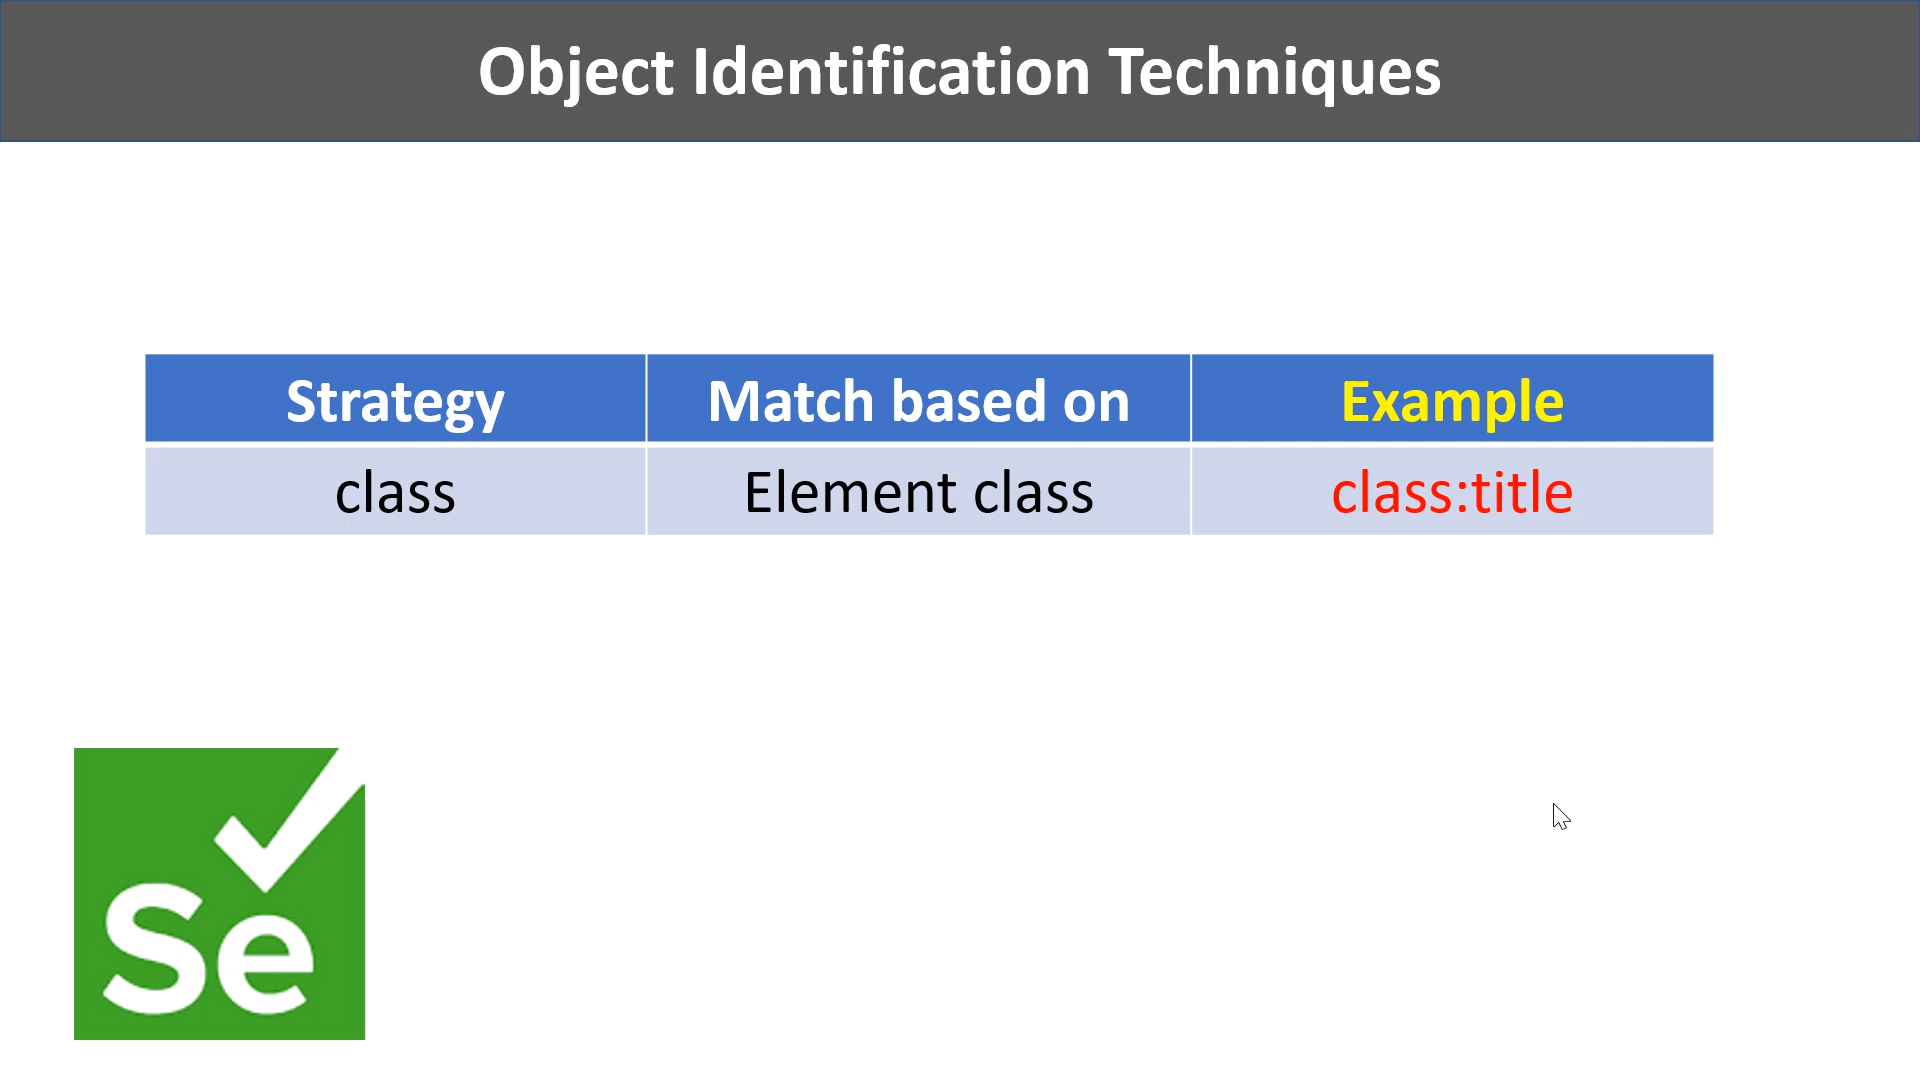 Object Identification Techniques
Strategy Match based on Example
class Element class class:title
Se